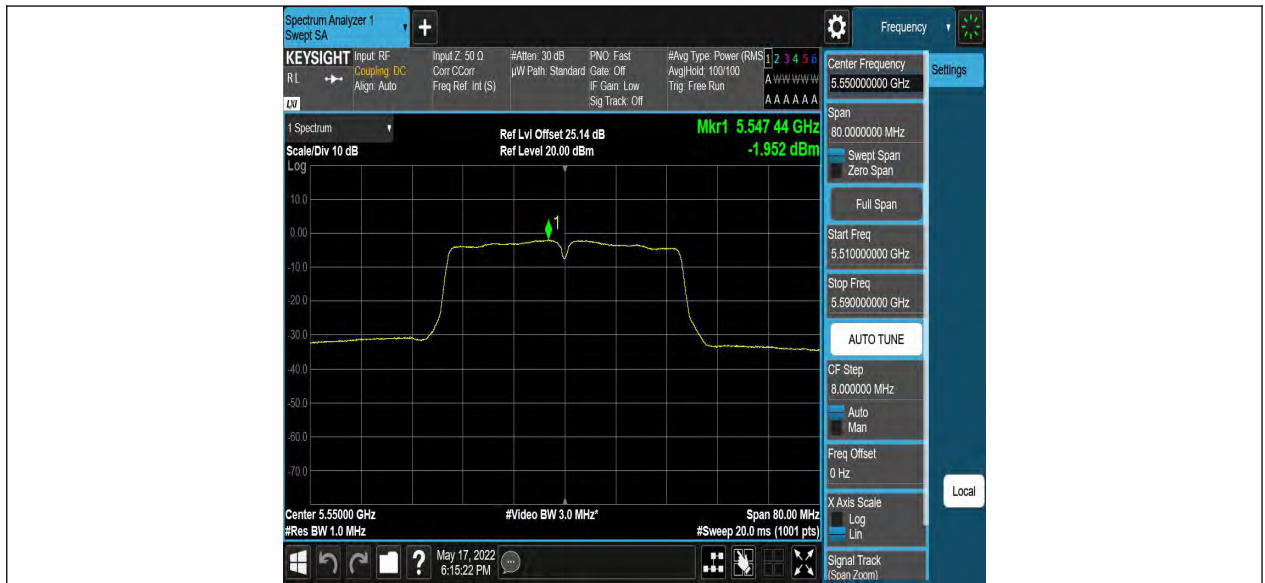 Spectrum Analyzer 1
Swept SA
+
Frequency
KEYSIGHT
RL
LXI
Input: RF
Coupling: DC
Align: Auto
Input Z: 50 Ω
Corr CCorr
Freq Ref: Int (S)
#Atten: 30 dB
µW Path: Standard
PNO: Fast
Gate: Off
IF Gain: Low
Sig Track: Off
#Avg Type: Power (RMS
Avg|Hold: 100/100
Trig: Free Run
1 2 3 4 5 6
A W W W W W
A A A A A A
1 Spectrum
Scale/Div 10 dB
Ref Lvl Offset 25.14 dB
Ref Level 20.00 dBm
Mkr1 5.547 44 GHz
-1.952 dBm
Log
10.0
0.00
-10.0
-20.0
-30.0
-40.0
-50.0
-60.0
-70.0
1
Center 5.55000 GHz
#Res BW 1.0 MHz
#Video BW 3.0 MHz*
Span 80.00 MHz
#Sweep 20.0 ms (1001 pts)
Center Frequency
5.550000000 GHz
Settings
Span
80.0000000 MHz
Swept Span
Zero Span
Full Span
Start Freq
5.510000000 GHz
Stop Freq
5.590000000 GHz
AUTO TUNE
CF Step
8.000000 MHz
Auto
Man
Freq Offset
0 Hz
X Axis Scale
Log
Lin
Local
Signal Track
(Span Zoom)
?
May 17, 2022
6:15:22 PM